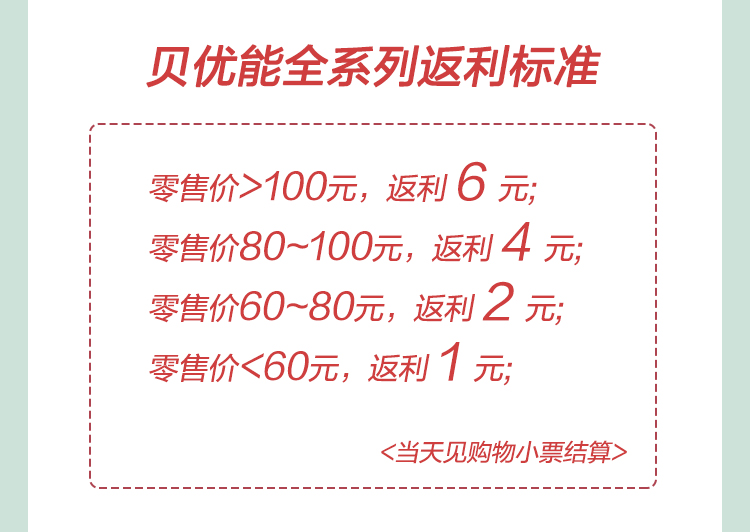 贝优能全系列返利标准
零售价>100元，返利 6 元;
零售价80~100元，返利 4 元;
零售价60~80元，返利 2 元;
零售价<60元，返利 1 元;
<当天见购物小票结算>